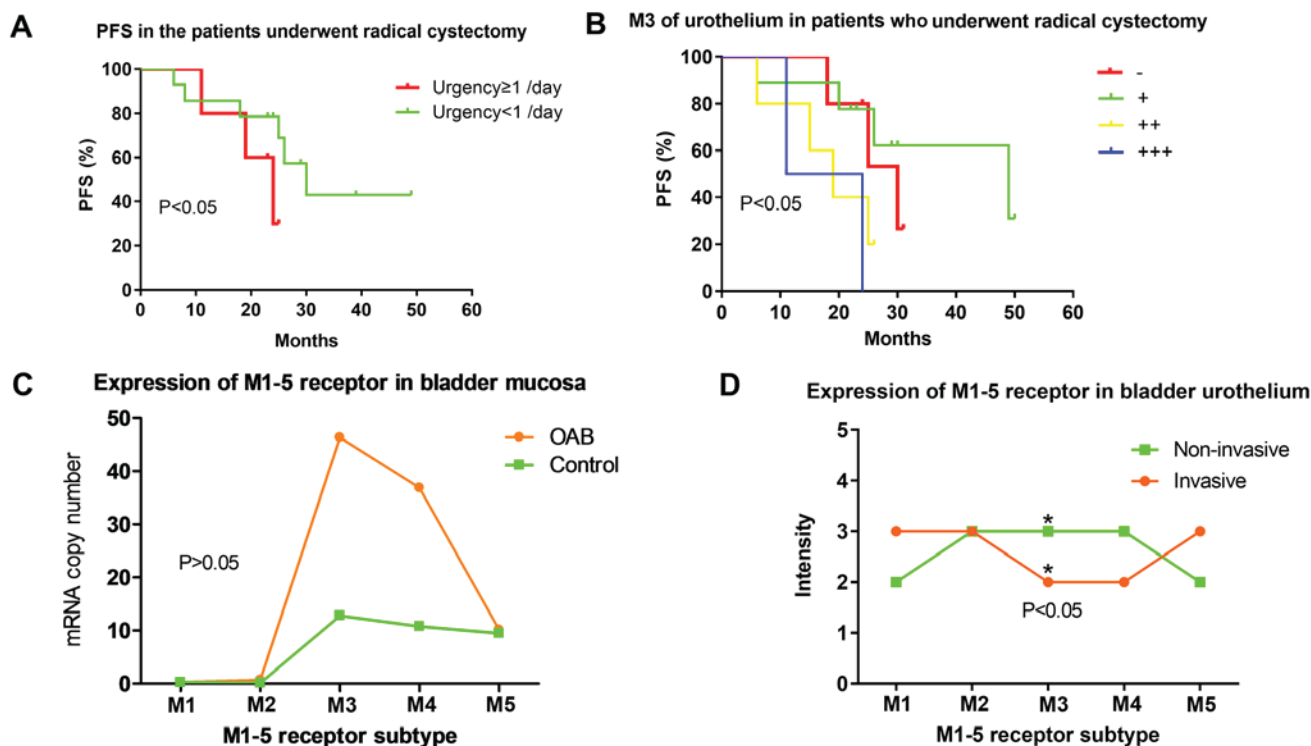 A
PFS in the patients underwent radical cystectomy
100
80
60
40
20
0
PFS (%)
Urgency≥1 /day
Urgency<1 /day
P<0.05
0 10 20 30 40 50 60
Months
B
M3 of urothelium in patients who underwent radical cystectomy
100
80
60
40
20
0
PFS (%)
-
+
++
+++
P<0.05
0 10 20 30 40 50 60
Months
C
Expression of M1-5 receptor in bladder mucosa
50
40
30
20
10
0
mRNA copy number
OAB
Control
P>0.05
M1 M2 M3 M4 M5
M1-5 receptor subtype
D
Expression of M1-5 receptor in bladder urothelium
5
4
3
2
1
0
Intensity
Non-invasive
Invasive
*
*
P<0.05
M1 M2 M3 M4 M5
M1-5 receptor subtype